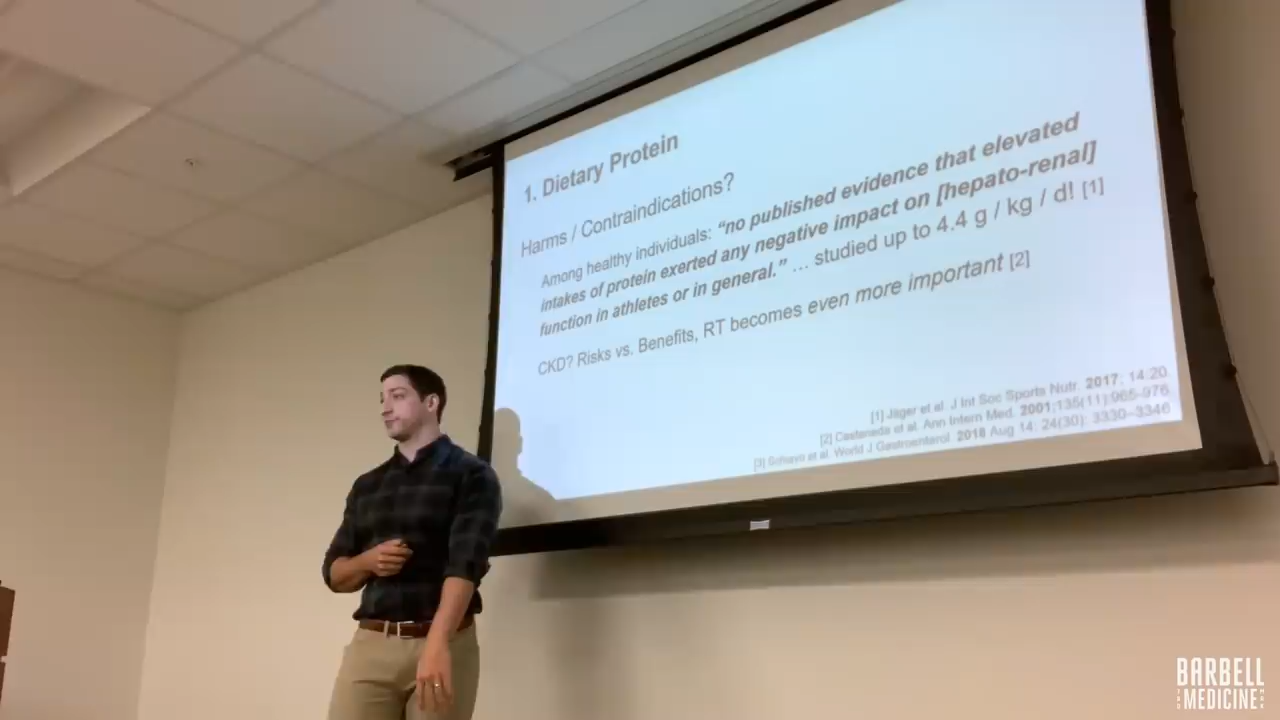 1. Dietary Protein
Harms / Contraindications?
Among healthy individuals: “no published evidence that elevated
intakes of protein exerted any negative impact on [hepato-renal]
function in athletes or in general.” … studied up to 4.4 g / kg / d! [1]
CKD? Risks vs. Benefits, RT becomes even more important [2]
[1] Jäger et al. J Int Soc Sports Nutr. 2017; 14:20.
[2] Castaneda et al. Ann Intern Med. 2001;135(11):965-976
[3] et al. World J Gastroenterol. 2018 Aug 14; 24(30): 3330–3346
BARBELL
MEDICINE